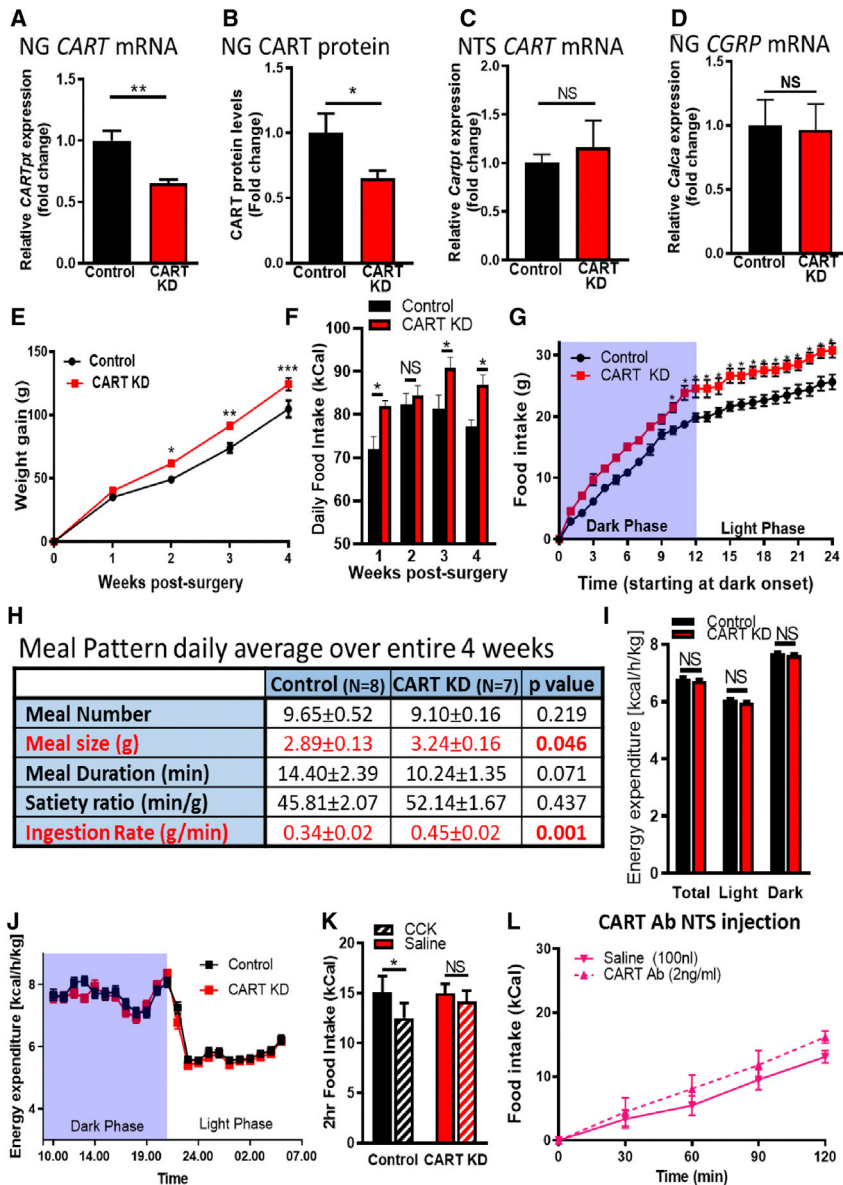 A
NG CART mRNA
Relative CARTpt expression
(fold change)
1.5
1.0
0.5
0.0
**
Control
CART
KD
B
NG CART protein
CART protein levels
(Fold change)
1.5
1.0
0.5
0.0
*
Control
CART
KD
C
NTS CART mRNA
Relative Cartpt expression
(fold change)
2.0
1.5
1.0
0.5
0.0
NS
Control
CART
KD
D
NG CGRP mRNA
Relative Calca expression
(fold change)
1.5
1.0
0.5
0.0
NS
Control
CART
KD
E
Weight gain (g)
150
100
50
0
Control
CART KD
*
**
***
0 1 2 3 4
Weeks post-surgery
F
Control
CART KD
Daily Food Intake (kCal)
100
90
80
70
60
50
* NS * *
1 2 3 4
Weeks post-surgery
G
Food intake (g)
30
20
10
0
Control
CART KD
* * * * * * * * * * * * * * *
Dark Phase Light Phase
0 3 6 9 12 15 18 21 24
Time (starting at dark onset)
H
Meal Pattern daily average over entire 4 weeks
Control (N=8) CART KD (N=7) p value
Meal Number 9.65±0.52 9.10±0.16 0.219
Meal size (g) 2.89±0.13 3.24±0.16 0.046
Meal Duration (min) 14.40±2.39 10.24±1.35 0.071
Satiety ratio (min/g) 45.81±2.07 52.14±1.67 0.437
Ingestion Rate (g/min) 0.34±0.02 0.45±0.02 0.001
I
Control
CART KD
Energy expenditure [kcal/h/kg]
8
6
4
2
0
NS
NS
NS
Total Light Dark
J
Energy expenditure [kcal/h/kg]
8
6
4
Control
CART KD
Dark Phase Light Phase
10.00 14.00 19.00 24.00 02.00 07.00
Time
K
CCK
Saline
2hr Food Intake (kCal)
20
15
10
5
0
* NS
Control CART KD
L
CART Ab NTS injection
Food intake (kCal)
30
20
10
0
Saline (100nl)
CART Ab (2ng/ml)
0 30 60 90 120
Time (min)